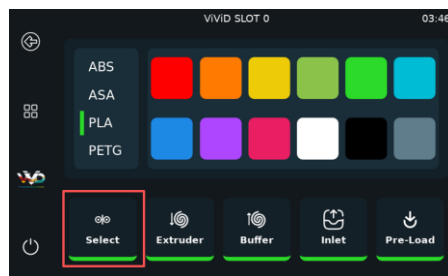 ViViD SLOT 0
03:46
ABS
ASA
PLA
PETG
Select
Extruder
Buffer
Inlet
Pre-Load